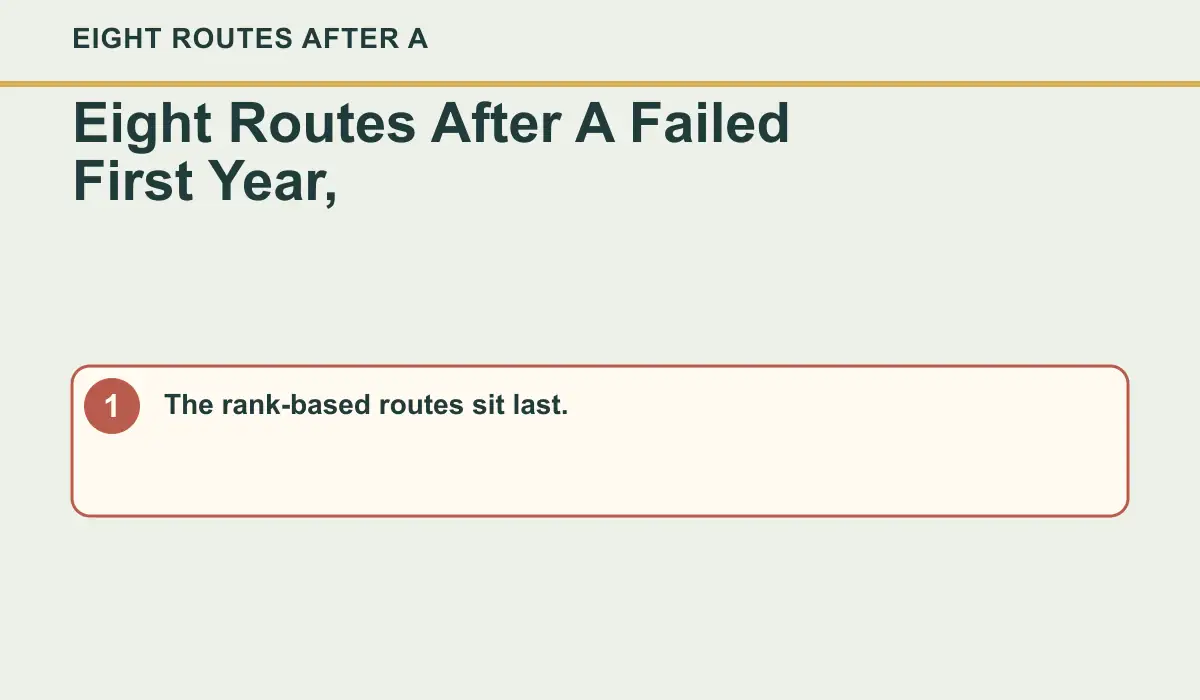 EIGHT ROUTES AFTER A
Eight Routes After A Failed
First Year,
1
The rank-based routes sit last.